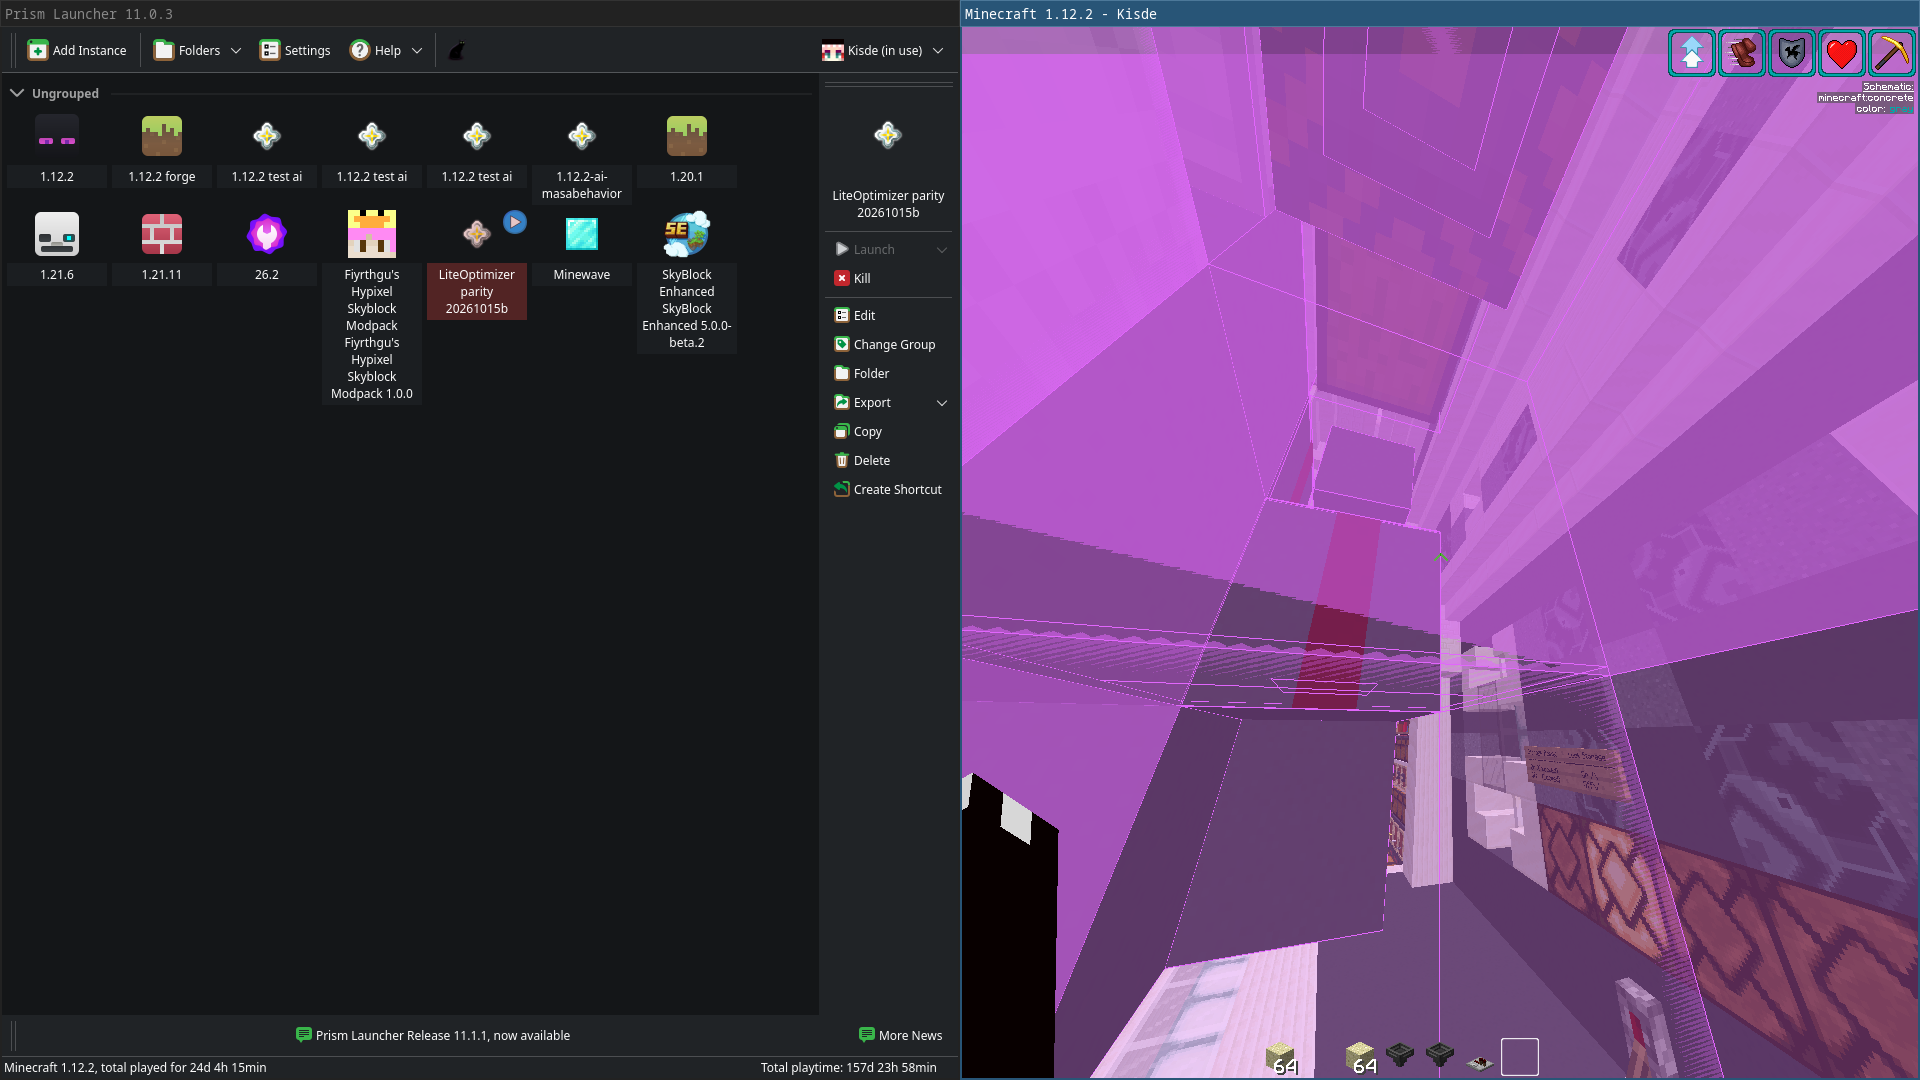 Prism Launcher 11.0.3
Add Instance
Folders
Settings
Help
Kisde (in use)
Ungrouped
1.12.2
1.12.2 forge
1.12.2 test ai
1.12.2 test ai
1.12.2 test ai
1.12.2-ai-
masabehavior
1.20.1
1.21.6
1.21.11
26.2
Fiyrthgu's
Hypixel
Skyblock
Modpack
Fiyrthgu's
Hypixel
Skyblock
Modpack 1.0.0
LiteOptimizer
parity
20261015b
Minewave
SE
SkyBlock
Enhanced
SkyBlock
Enhanced 5.0.0-
beta.2
LiteOptimizer parity
20261015b
Launch
Kill
Edit
Change Group
Folder
Export
Copy
Delete
Create Shortcut
Prism Launcher Release 11.1.1, now available
More News
Minecraft 1.12.2, total played for 24d 4h 15min
Total playtime: 157d 23h 58min
Minecraft 1.12.2 - Kisde
Schematic:
minecraft:concrete
color: gray
64
64